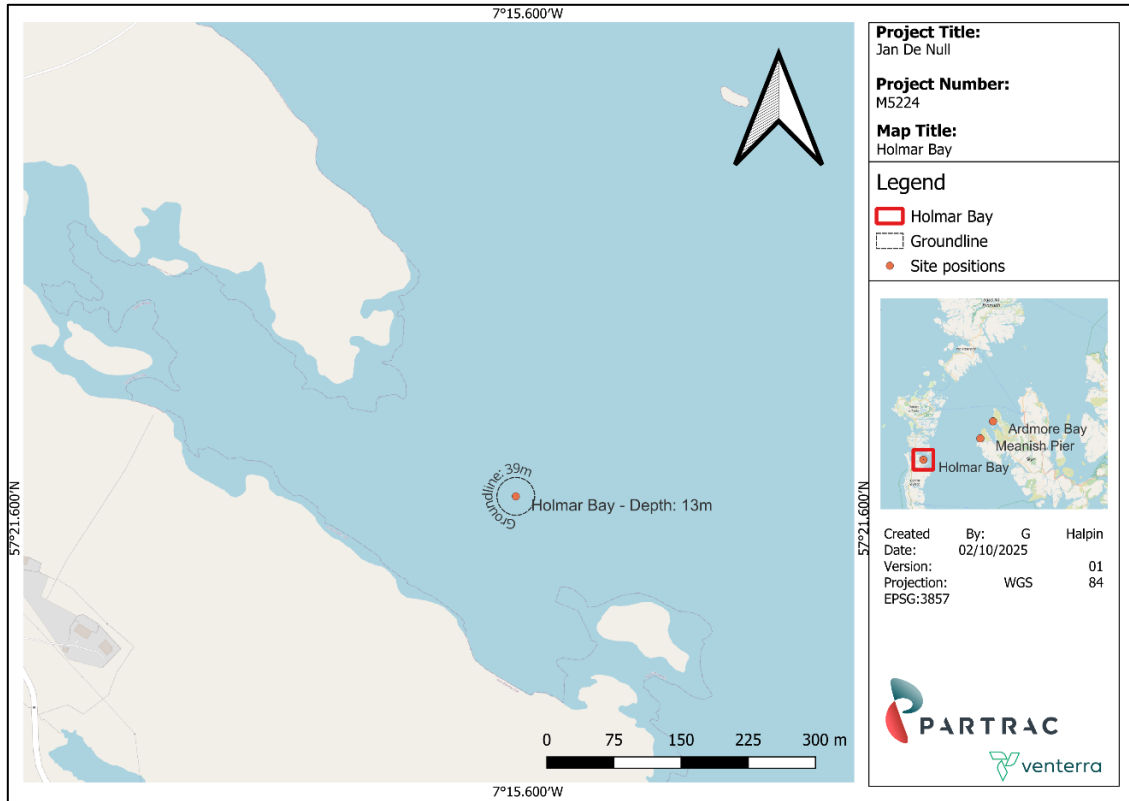 7°15.600'W
57°21.600'N
Groundline: 39m
Holmar Bay - Depth: 13m
57°21.600'N
0 75 150 225 300 m
7°15.600'W
Project Title:
Jan De Null
Project Number:
M5224
Map Title:
Holmar Bay
Legend
Holmar Bay
Groundline
Site positions
Ardmore Bay
Meanish Pier
Holmar Bay
Created By: G Halpin
Date: 02/10/2025
Version: 01
Projection: WGS 84
EPSG:3857
PARTRAC
venterra